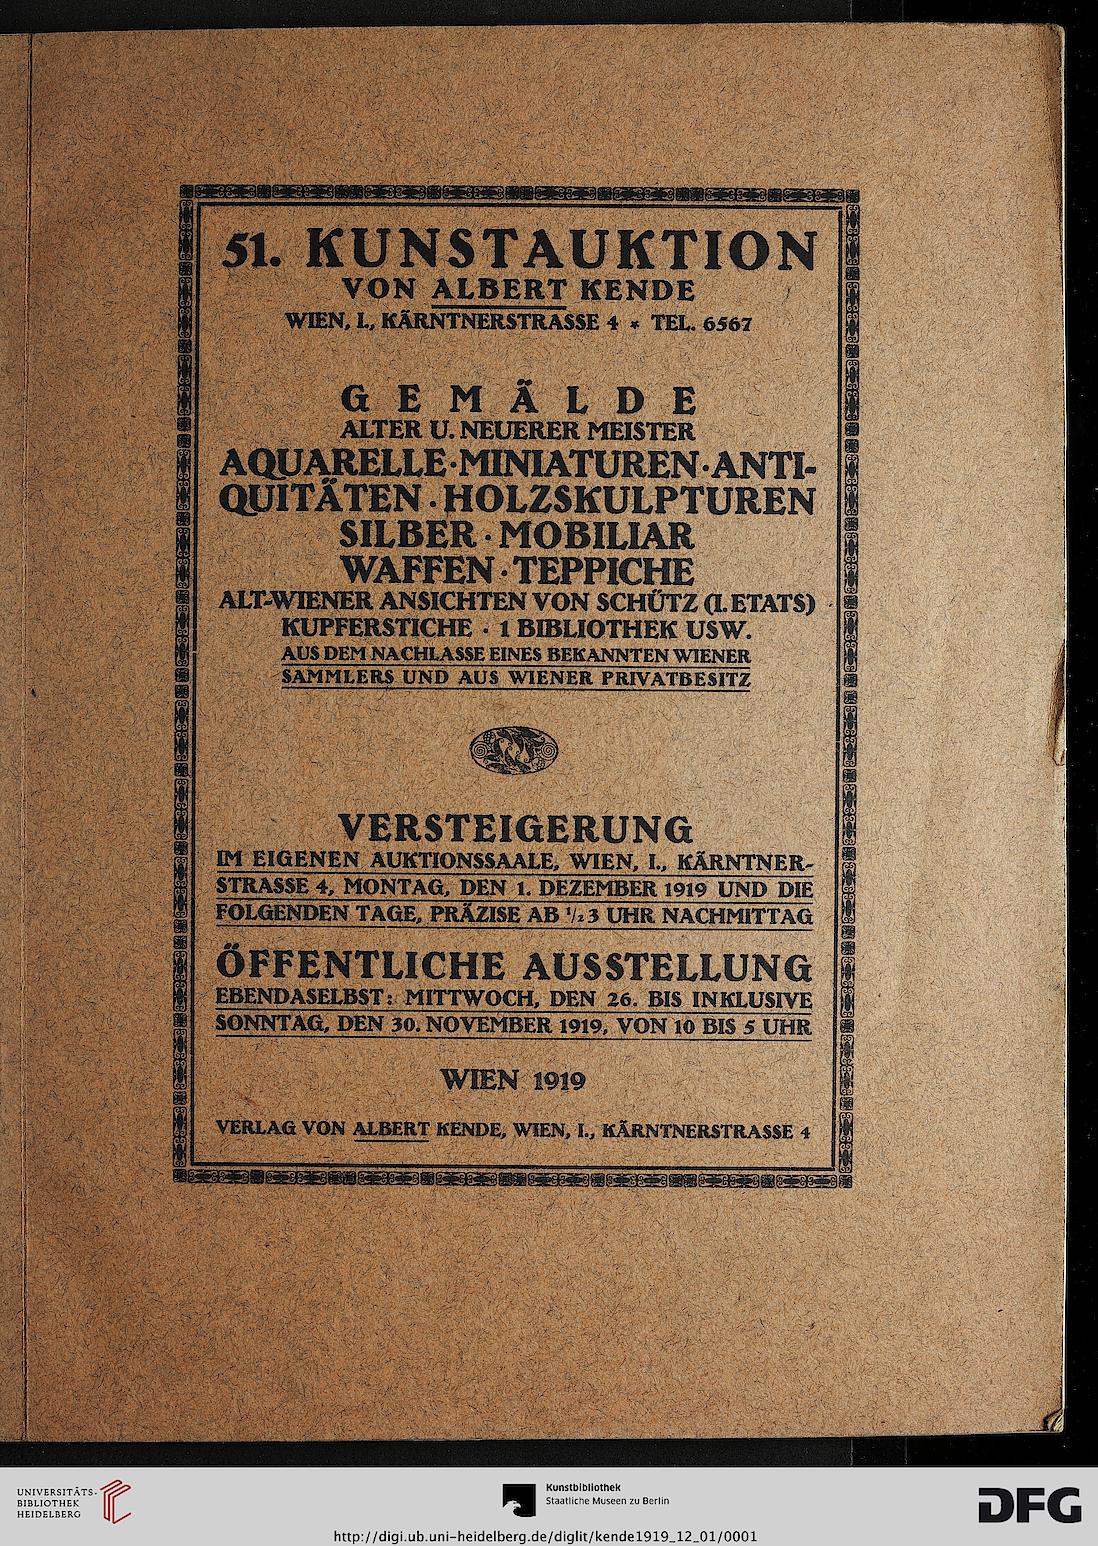 51. KUNSTAUKTION
VON ALBERT KENDE
WIEN, I., KÄRNTNERSTRASSE 4 * TEL. 6567
GEMÄLDE
ALTER U. NEUERER MEISTER
AQUARELLE·MINIATUREN·ANTI-
QUITÄTEN·HOLZSKULPTUREN
SILBER·MOBILIAR
WAFFEN·TEPPICHE
ALT-WIENER ANSICHTEN VON SCHÜTZ (I. ETATS)
KUPFERSTICHE · 1 BIBLIOTHEK USW.
AUS DEM NACHLASSE EINES BEKANNTEN WIENER
SAMMLERS UND AUS WIENER PRIVATBESITZ
VERSTEIGERUNG
IM EIGENEN AUKTIONSSAALE, WIEN, I., KÄRNTNER-
STRASSE 4, MONTAG, DEN 1. DEZEMBER 1919 UND DIE
FOLGENDEN TAGE, PRÄZISE AB 1/2 3 UHR NACHMITTAG
ÖFFENTLICHE AUSSTELLUNG
EBENDASELBST: MITTWOCH, DEN 26. BIS INKLUSIVE
SONNTAG, DEN 30. NOVEMBER 1919, VON 10 BIS 5 UHR
WIEN 1919
VERLAG VON ALBERT KENDE, WIEN, I., KÄRNTNERSTRASSE 4
UNIVERSITÄTS-
BIBLIOTHEK
HEIDELBERG
Kunstbibliothek
Staatliche Museen zu Berlin
DFG
http://digi.ub.uni-heidelberg.de/diglit/kende1919_12_01/0001